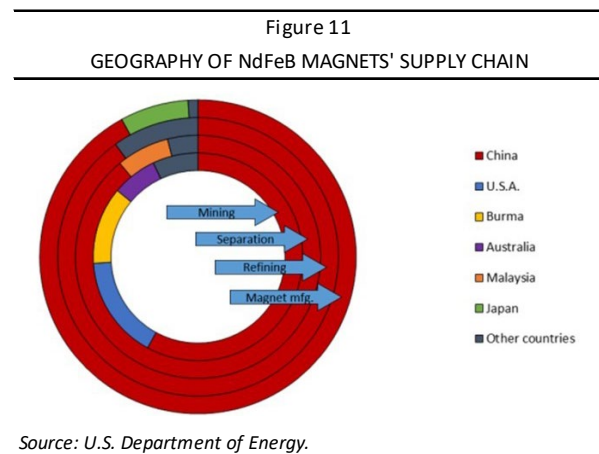 Figure 11
GEOGRAPHY OF NdFeB MAGNETS' SUPPLY CHAIN
Mining
Separation
Refining
Magnet mfg.
China
U.S.A.
Burma
Australia
Malaysia
Japan
Other countries
Source: U.S. Department of Energy.